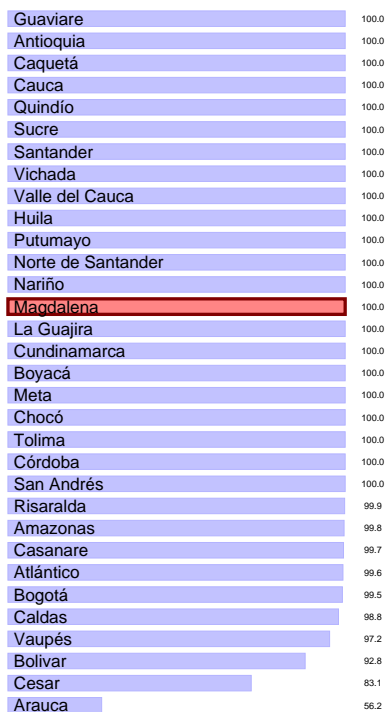 Guaviare 100.0
Antioquia 100.0
Caquetá 100.0
Cauca 100.0
Quindío 100.0
Sucre 100.0
Santander 100.0
Vichada 100.0
Valle del Cauca 100.0
Huila 100.0
Putumayo 100.0
Norte de Santander 100.0
Nariño 100.0
Magdalena 100.0
La Guajira 100.0
Cundinamarca 100.0
Boyacá 100.0
Meta 100.0
Chocó 100.0
Tolima 100.0
Córdoba 100.0
San Andrés 100.0
Risaralda 99.9
Amazonas 99.8
Casanare 99.7
Atlántico 99.6
Bogotá 99.5
Caldas 98.8
Vaupés 97.2
Bolivar 92.8
Cesar 83.1
Arauca 56.2